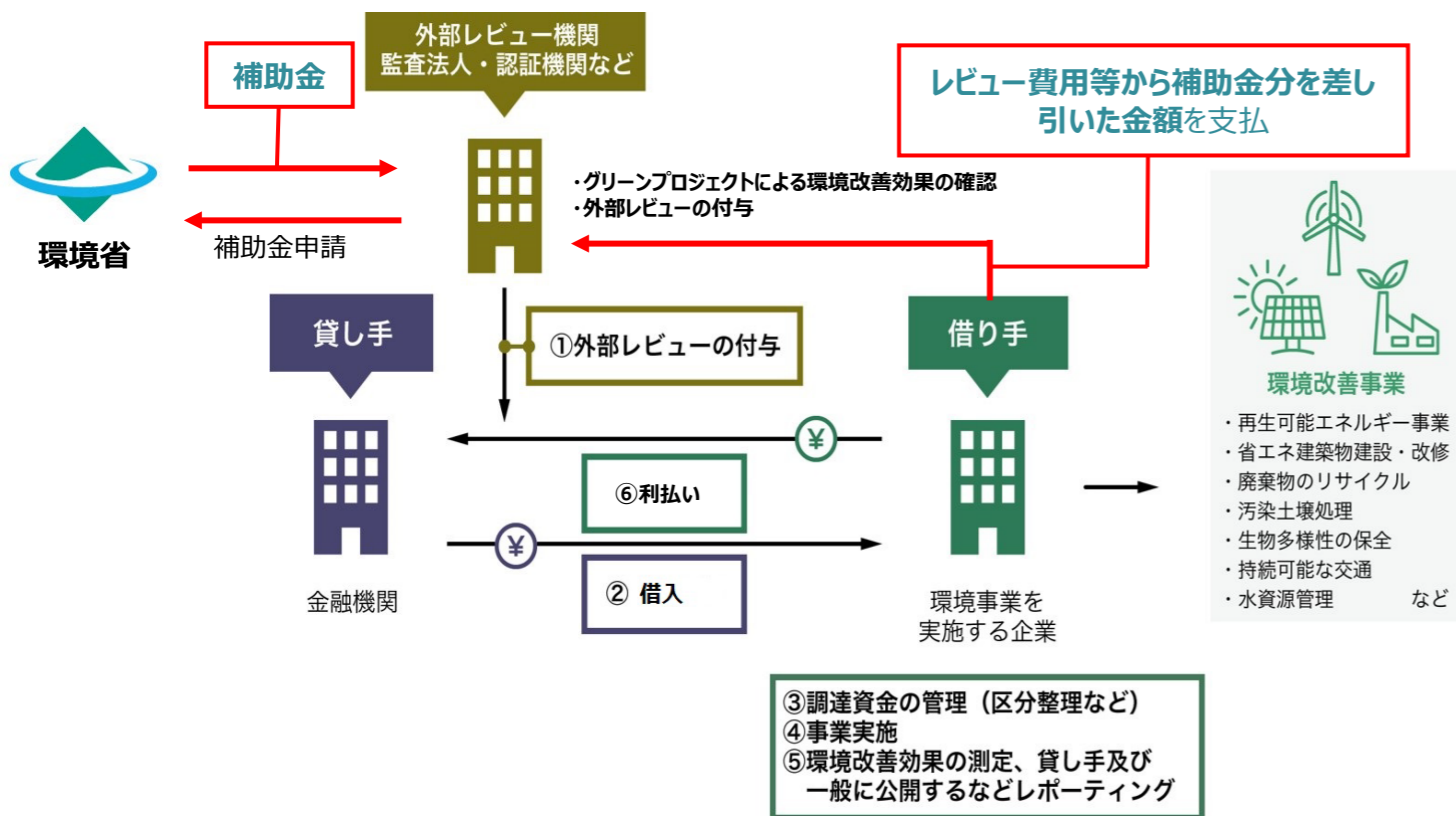 外部レビュー機関
監査法人・認証機関など
補助金
レビュー費用等から補助金分を差し
引いた金額を支払
・グリーンプロジェクトによる環境改善効果の確認
・外部レビューの付与
環境省
補助金申請
貸し手
①外部レビューの付与
借り手
¥
⑥利払い
¥
② 借入
金融機関
環境事業を
実施する企業
環境改善事業
・再生可能エネルギー事業
・省エネ建築物建設・改修
・廃棄物のリサイクル
・汚染土壌処理
・生物多様性の保全
・持続可能な交通
・水資源管理 など
③調達資金の管理（区分整理など）
④事業実施
⑤環境改善効果の測定、貸し手及び
一般に公開するなどレポーティング